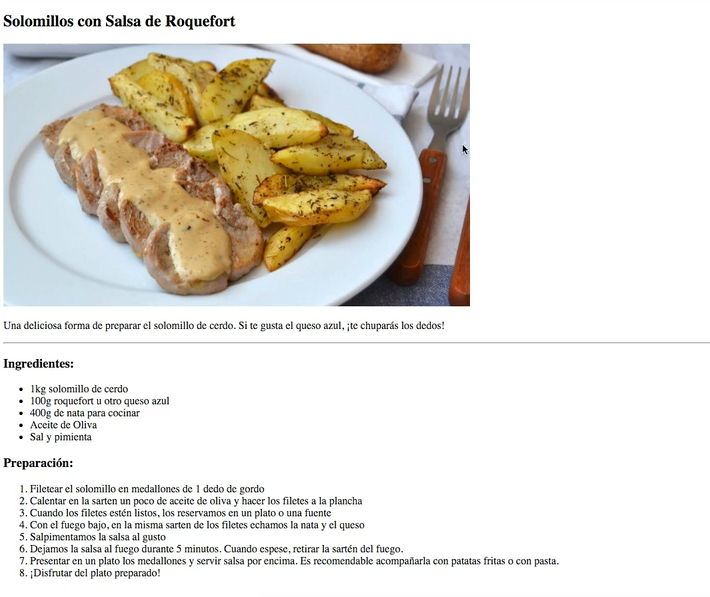 Solomillos con Salsa de Roquefort
Una deliciosa forma de preparar el solomillo de cerdo. Si te gusta el queso azul, ¡te chuparás los dedos!
Ingredientes:
• 1kg solomillo de cerdo
• 100g roquefort u otro queso azul
• 400g de nata para cocinar
• Aceite de Oliva
• Sal y pimienta
Preparación:
1. Filetear el solomillo en medallones de 1 dedo de gordo
2. Calentar en la sarten un poco de aceite de oliva y hacer los filetes a la plancha
3. Cuando los filetes estén listos, los reservamos en un plato o una fuente
4. Con el fuego bajo, en la misma sarten de los filetes echamos la nata y el queso
5. Salpimentamos la salsa al gusto
6. Dejamos la salsa al fuego durante 5 minutos. Cuando espese, retirar la sartén del fuego.
7. Presentar en un plato los medallones y servir salsa por encima. Es recomendable acompañarla con patatas fritas o con pasta.
8. ¡Disfrutar del plato preparado!